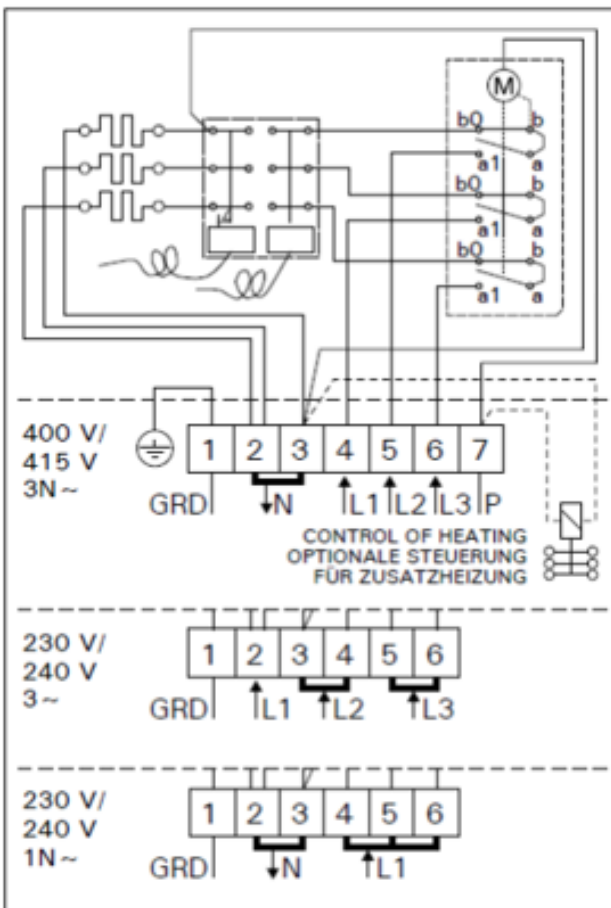 M
b0 b
a1 a
b0 b
a1 a
b0 b
a1 a
400 V/
415 V
3N~
1 2 3 4 5 6 7
GRD N L1 L2 L3 P
CONTROL OF HEATING
OPTIONALE STEUERUNG
FÜR ZUSATZHEIZUNG
230 V/
240 V
3~
1 2 3 4 5 6
GRD L1 L2 L3
230 V/
240 V
1N~
1 2 3 4 5 6
GRD N L1